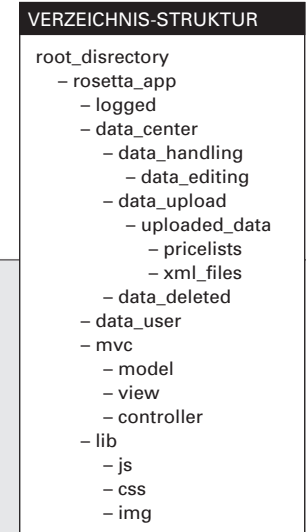 VERZEICHNIS-STRUKTUR
root_disrectory
– rosetta_app
– logged
– data_center
– data_handling
– data_editing
– data_upload
– uploaded_data
– pricelists
– xml_files
– data_deleted
– data_user
– mvc
– model
– view
– controller
– lib
– js
– css
– img